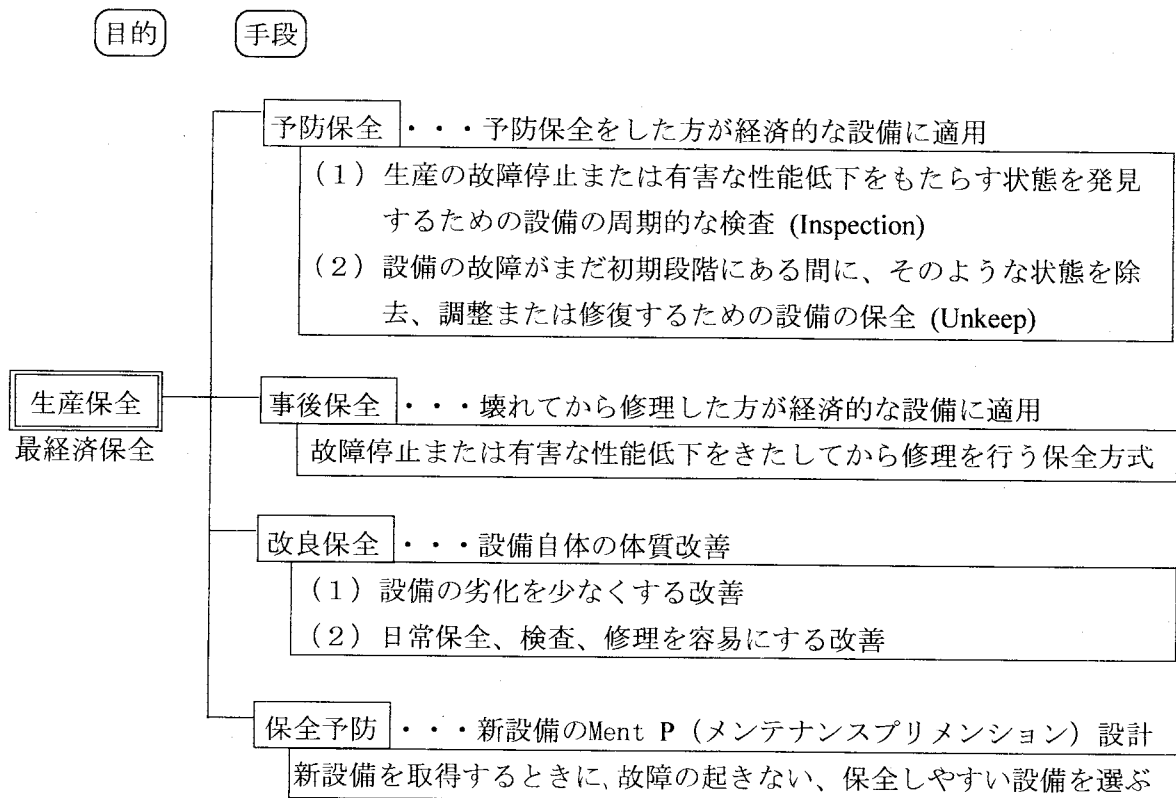 目的 手段
予防保全・・・予防保全をした方が経済的な設備に適用
(1) 生産の故障停止または有害な性能低下をもたらす状態を発見
するための設備の周期的な検査 (Inspection)
(2) 設備の故障がまだ初期段階にある間に、そのような状態を除
去、調整または修復するための設備の保全 (Unkeep)
生産保全
最経済保全
事後保全・・・壊れてから修理した方が経済的な設備に適用
故障停止または有害な性能低下をきたしてから修理を行う保全方式
改良保全・・・設備自体の体質改善
(1) 設備の劣化を少なくする改善
(2) 日常保全、検査、修理を容易にする改善
保全予防・・・新設備のMent P(メンテナンスプリメンション)設計
新設備を取得するときに、故障の起きない、保全しやすい設備を選ぶ